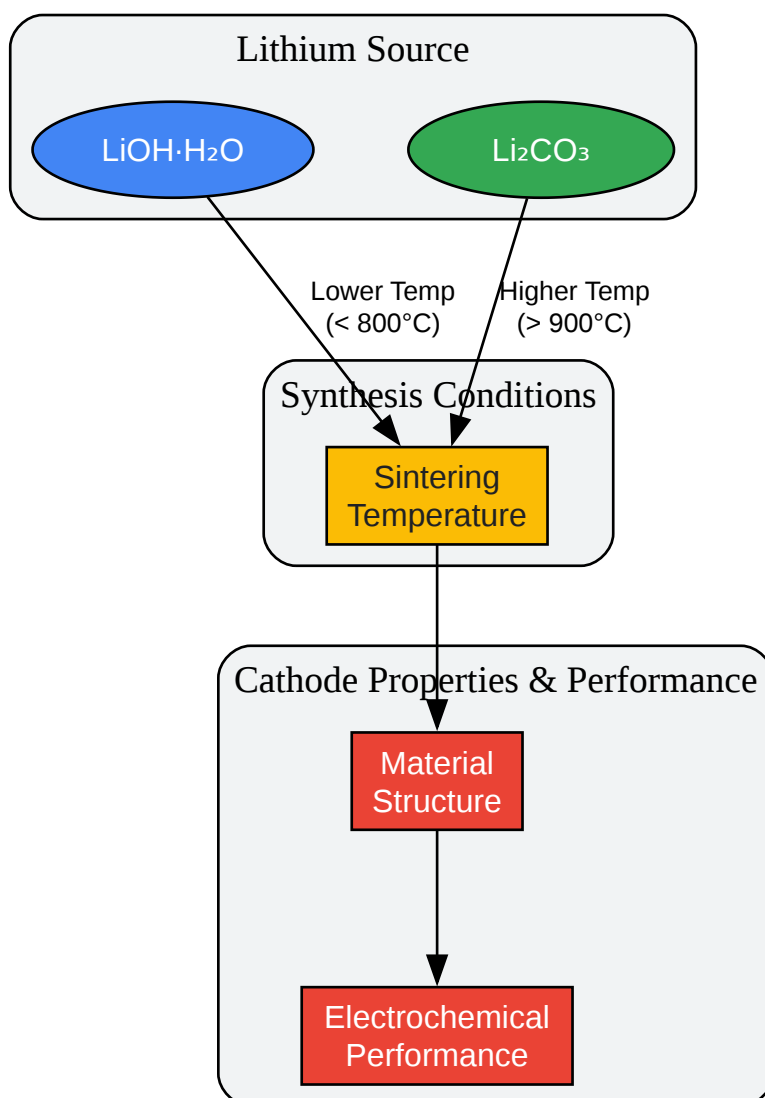 Lithium Source
LiOH·H₂O
Li₂CO₃
Lower Temp
(< 800°C)
Higher Temp
(> 900°C)
Synthesis Conditions
Sintering
Temperature
Cathode Properties & Performance
Material
Structure
Electrochemical
Performance